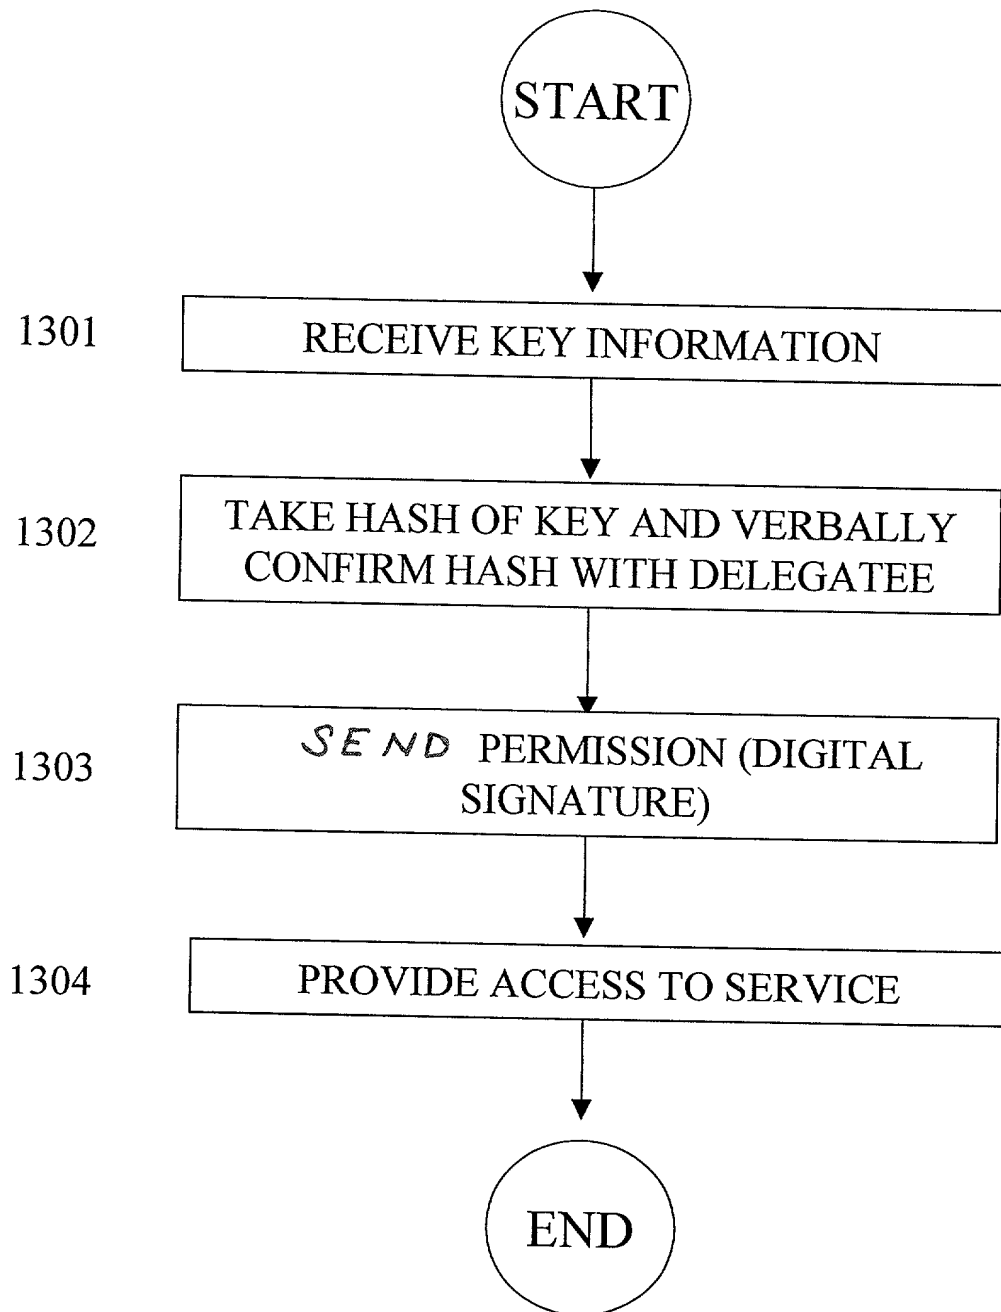 START
1301
RECEIVE KEY INFORMATION
1302
TAKE HASH OF KEY AND VERBALLY
CONFIRM HASH WITH DELEGATEE
1303
SEND PERMISSION (DIGITAL
SIGNATURE)
1304
PROVIDE ACCESS TO SERVICE
END